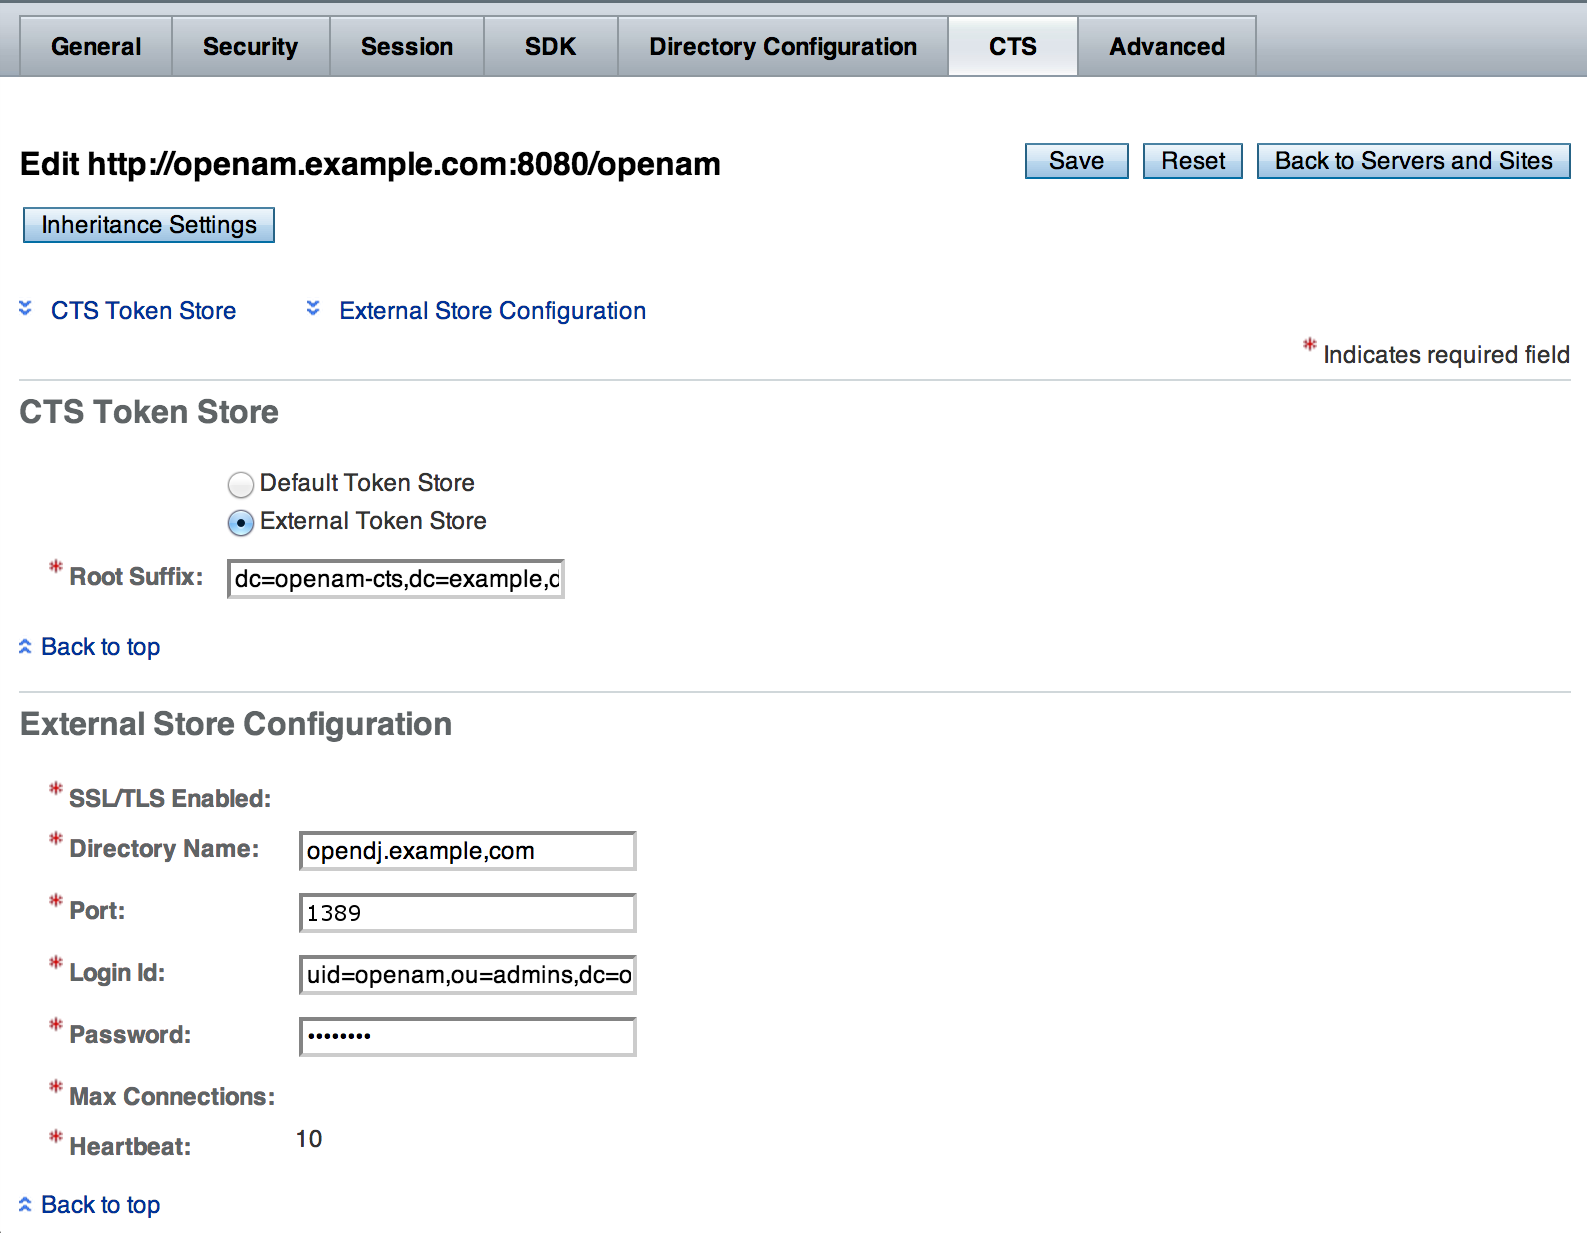 General Security Session SDK Directory Configuration CTS Advanced
Edit http://openam.example.com:8080/openam Save Reset Back to Servers and Sites
Inheritance Settings
CTS Token Store External Store Configuration
* Indicates required field
CTS Token Store
Default Token Store
External Token Store
* Root Suffix: dc=openam-cts,dc=example,d
Back to top
External Store Configuration
* SSL/TLS Enabled:
* Directory Name: opendj.example,com
* Port: 1389
* Login Id: uid=openam,ou=admins,dc=o
* Password: ••••••••
* Max Connections:
* Heartbeat: 10
Back to top